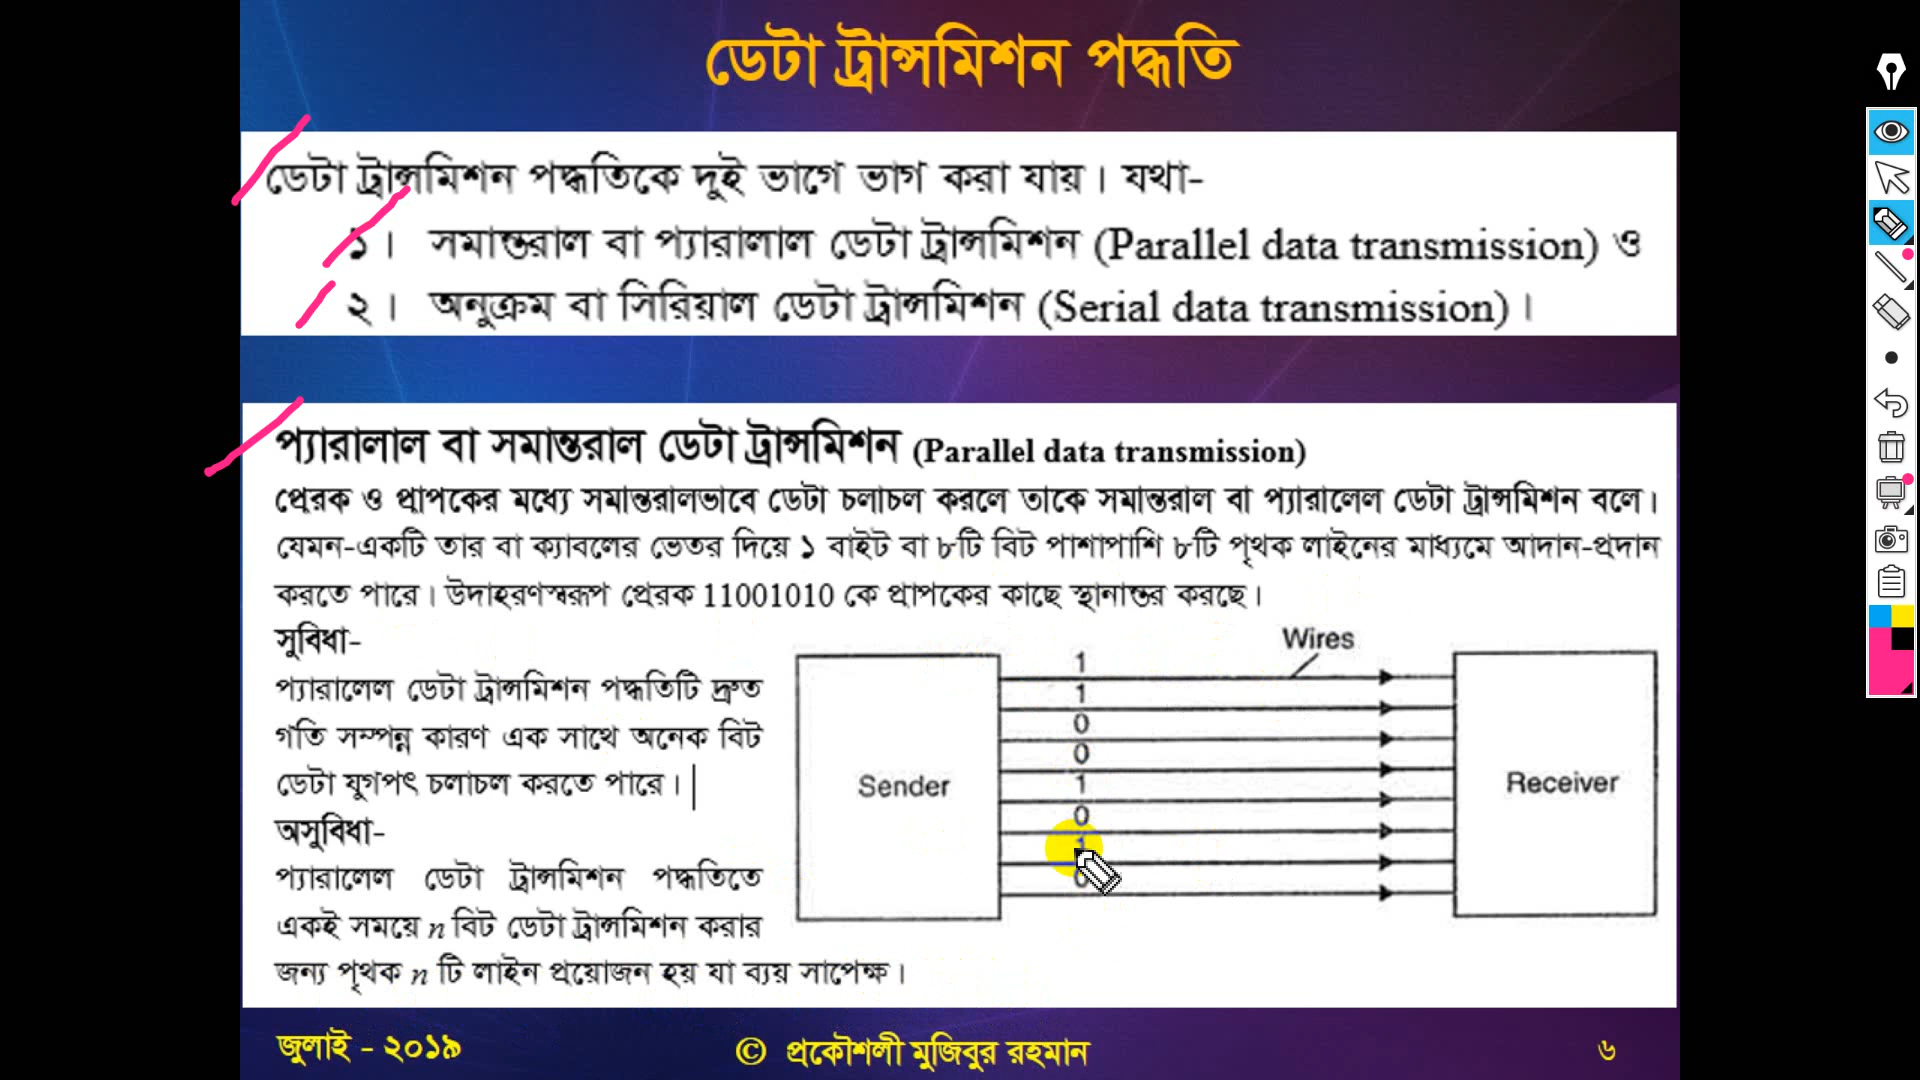 ডেটা ট্রান্সমিশন পদ্ধতি
ডেটা ট্রান্সমিশন পদ্ধতিকে দুই ভাগে ভাগ করা যায়। যথা-
১। সমান্তরাল বা প্যারালাল ডেটা ট্রান্সমিশন (Parallel data transmission) ও
২। অনুক্রম বা সিরিয়াল ডেটা ট্রান্সমিশন (Serial data transmission)।
প্যারালাল বা সমান্তরাল ডেটা ট্রান্সমিশন (Parallel data transmission)
প্রেরক ও প্রাপকের মধ্যে সমান্তরালভাবে ডেটা চলাচল করলে তাকে সমান্তরাল বা প্যারালেল ডেটা ট্রান্সমিশন বলে।
যেমন-একটি তার বা ক্যাবলের ভেতর দিয়ে ১ বাইট বা ৮টি বিট পাশাপাশি ৮টি পৃথক লাইনের মাধ্যমে আদান-প্রদান
করতে পারে। উদাহরণস্বরূপ প্রেরক 11001010 কে প্রাপকের কাছে স্থানান্তর করছে।
সুবিধা-
প্যারালেল ডেটা ট্রান্সমিশন পদ্ধতিটি দ্রুত
গতি সম্পন্ন কারণ এক সাথে অনেক বিট
ডেটা যুগপৎ চলাচল করতে পারে।
অসুবিধা-
প্যারালেল ডেটা ট্রান্সমিশন পদ্ধতিতে
একই সময়ে n বিট ডেটা ট্রান্সমিশন করার
জন্য পৃথক n টি লাইন প্রয়োজন হয় যা ব্যয় সাপেক্ষ।
Wires
Sender
1
1
0
0
1
0
1
0
Receiver
জুলাই - ২০১৯
© প্রকৌশলী মুজিবুর রহমান
৬